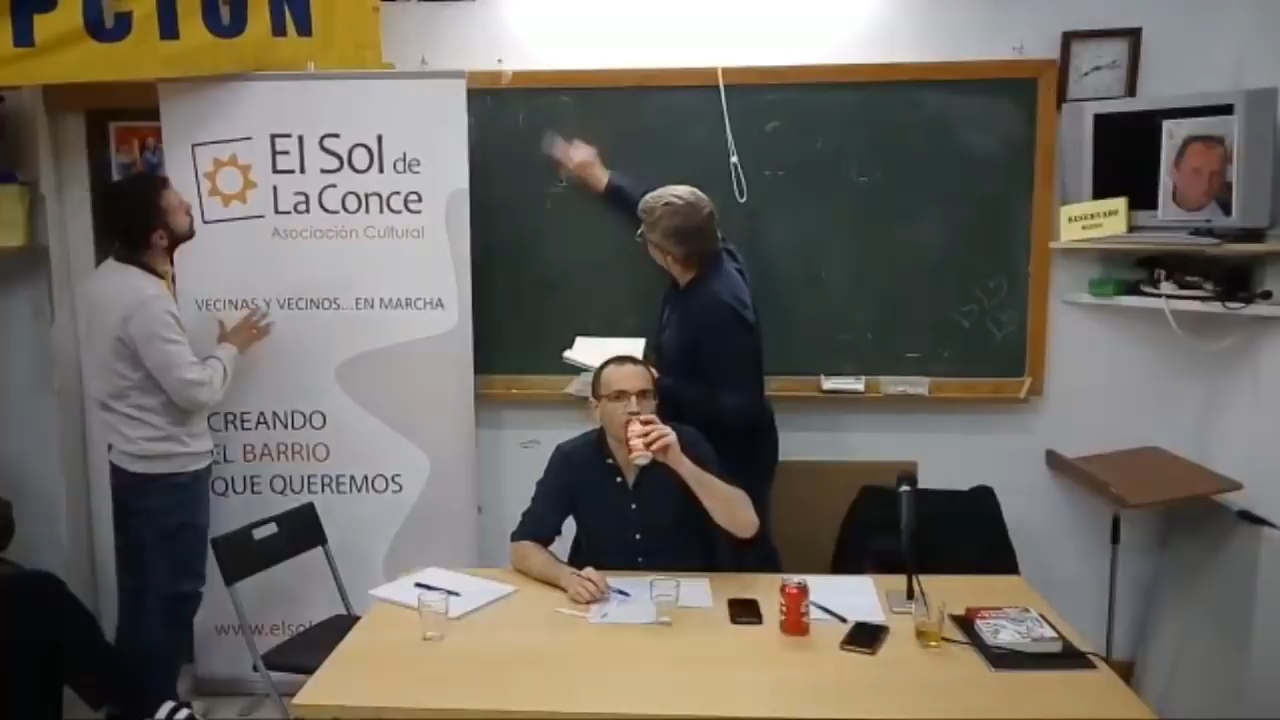 PCION
El Sol de
La Conce
Asociación Cultural
VECINAS Y VECINOS...EN MARCHA
CREANDO
EL BARRIO
QUE QUEREMOS
www.elsol
RESERVADO